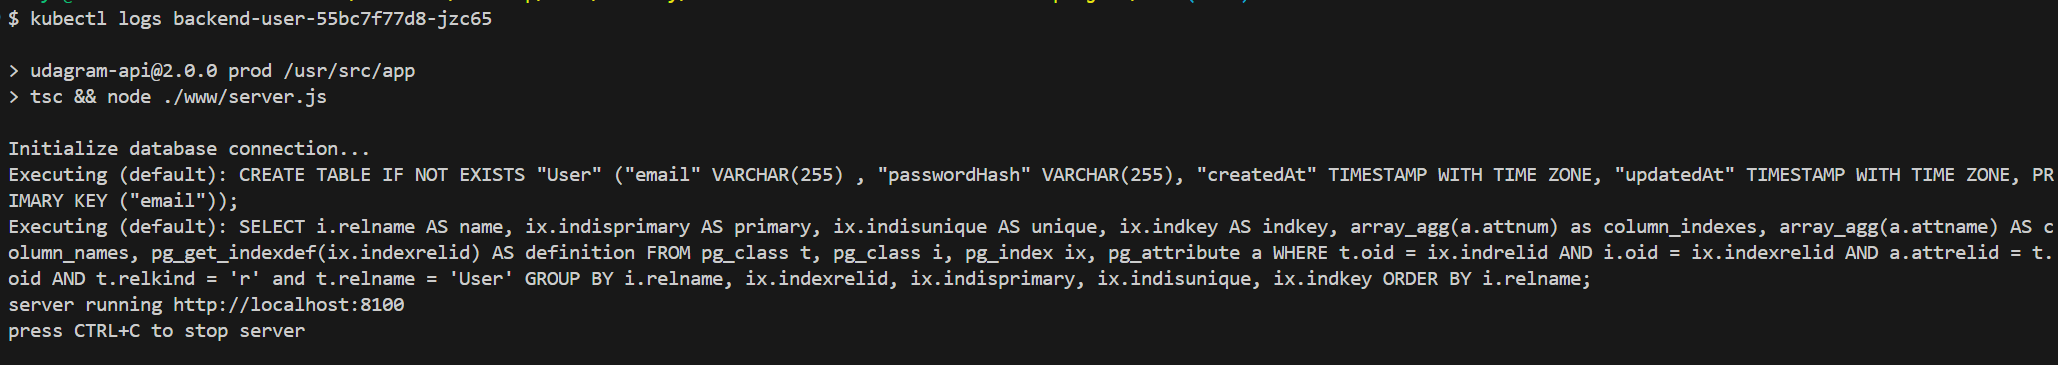 $ kubectl logs backend-user-55bc7f77d8-jzc65
> udagram-api@2.0.0 prod /usr/src/app
> tsc && node ./www/server.js
Initialize database connection...
Executing (default): CREATE TABLE IF NOT EXISTS "User" ("email" VARCHAR(255) , "passwordHash" VARCHAR(255), "createdAt" TIMESTAMP WITH TIME ZONE, "updatedAt" TIMESTAMP WITH TIME ZONE, PR
IMARY KEY ("email"));
Executing (default): SELECT i.relname AS name, ix.indisprimary AS primary, ix.indisunique AS unique, ix.indkey AS indkey, array_agg(a.attnum) as column_indexes, array_agg(a.attname) AS c
olumn_names, pg_get_indexdef(ix.indexrelid) AS definition FROM pg_class t, pg_class i, pg_index ix, pg_attribute a WHERE t.oid = ix.indrelid AND i.oid = ix.indexrelid AND a.attrelid = t.
oid AND t.relkind = 'r' and t.relname = 'User' GROUP BY i.relname, ix.indexrelid, ix.indisprimary, ix.indisunique, ix.indkey ORDER BY i.relname;
server running http://localhost:8100
press CTRL+C to stop server